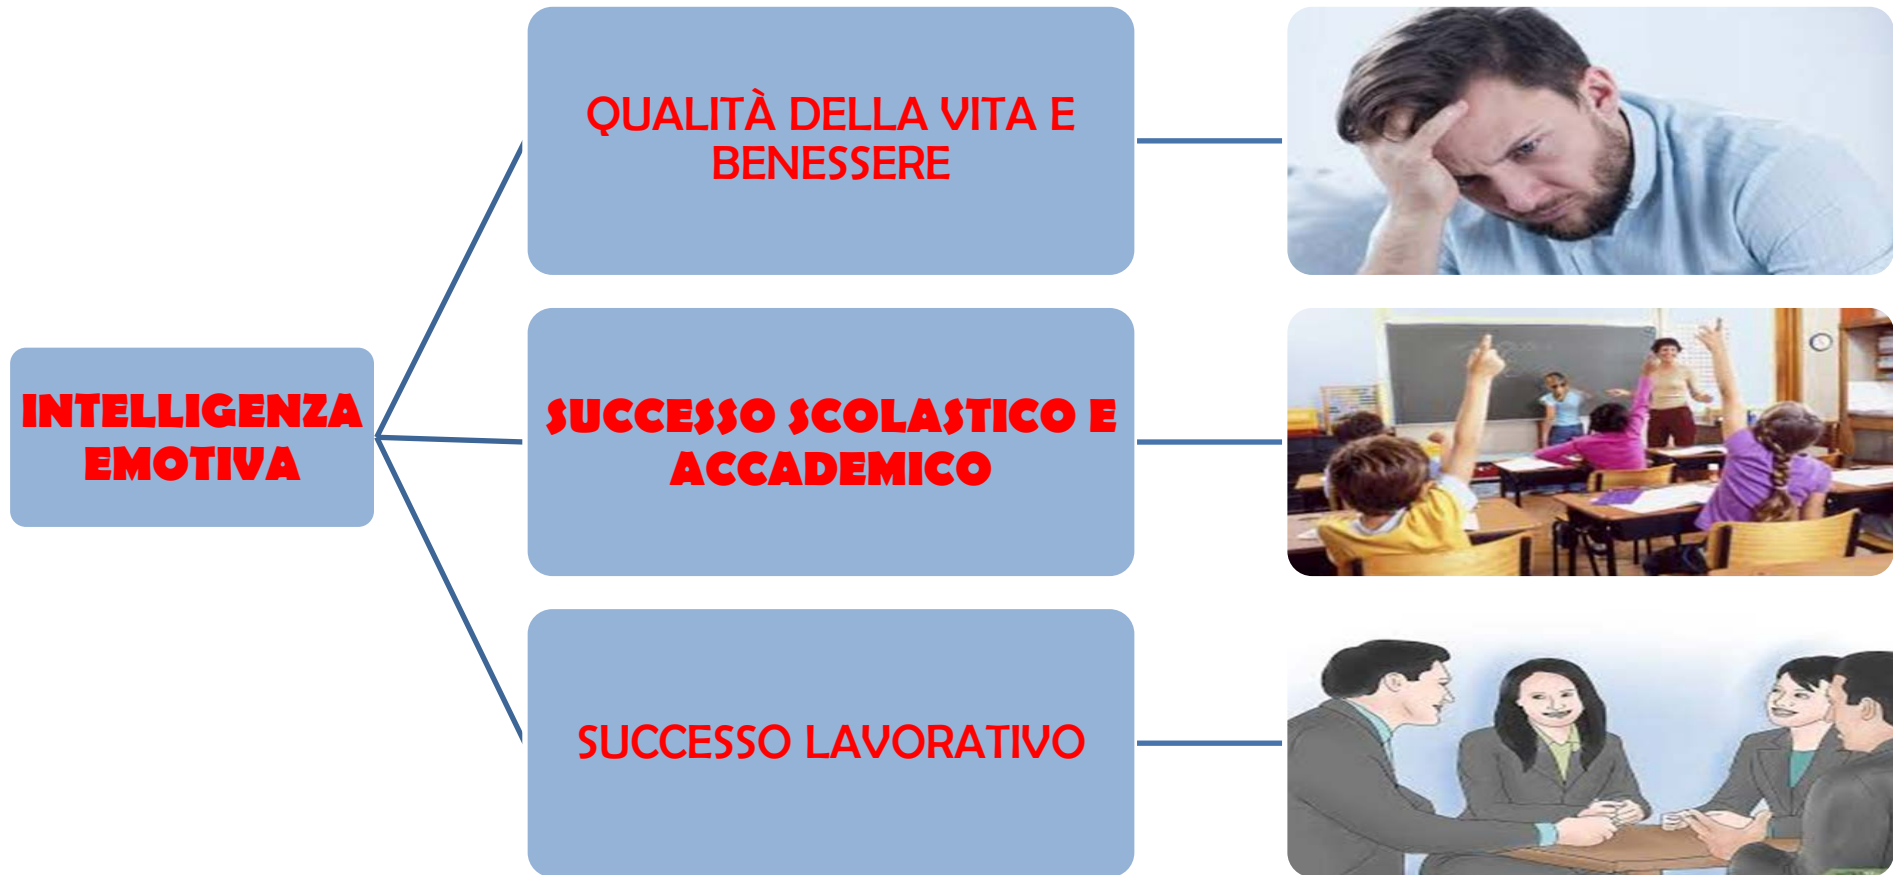 INTELLIGENZA
EMOTIVA
QUALITÀ DELLA VITA E
BENESSERE
SUCCESSO SCOLASTICO E
ACCADEMICO
SUCCESSO LAVORATIVO